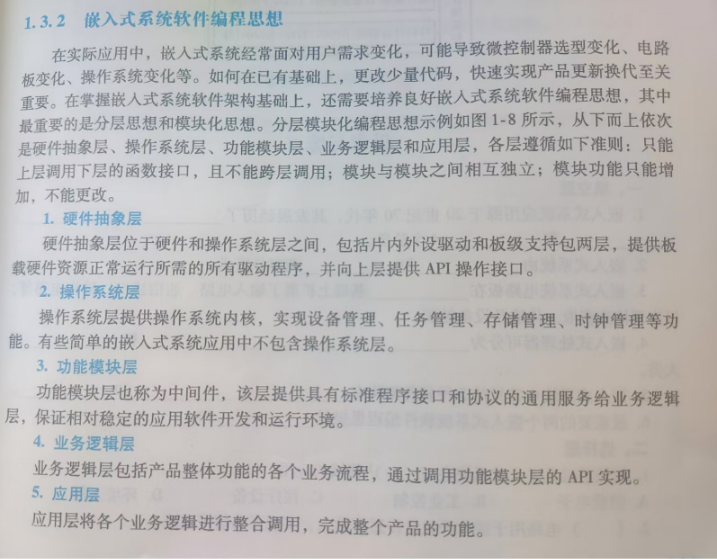 1.3.2 嵌入式系统软件编程思想
在实际应用中，嵌入式系统经常面对用户需求变化，可能导致微控制器选型变化、电路
板变化、操作系统变化等。如何在已有基础上，更改少量代码，快速实现产品更新换代至关
重要。在掌握嵌入式系统软件架构基础上，还需要培养良好嵌入式系统软件编程思想，其中
最重要的是分层思想和模块化思想。分层模块化编程思想示例如图 1-8 所示，从下而上依次
是硬件抽象层、操作系统层、功能模块层、业务逻辑层和应用层，各层遵循如下准则：只能
上层调用下层的函数接口，且不能跨层调用；模块与模块之间相互独立；模块功能只能增
加，不能更改。
1. 硬件抽象层
硬件抽象层位于硬件和操作系统层之间，包括片内外设驱动和板级支持包两层，提供板
载硬件资源正常运行所需的所有驱动程序，并向上层提供 API 操作接口。
2. 操作系统层
操作系统层提供操作系统内核，实现设备管理、任务管理、存储管理、时钟管理等功
能。有些简单的嵌入式系统应用中不包含操作系统层。
3. 功能模块层
功能模块层也称为中间件，该层提供具有标准程序接口和协议的通用服务给业务逻辑
层，保证相对稳定的应用软件开发和运行环境。
4. 业务逻辑层
业务逻辑层包括产品整体功能的各个业务流程，通过调用功能模块层的 API 实现。
5. 应用层
应用层将各个业务逻辑进行整合调用，完成整个产品的功能。